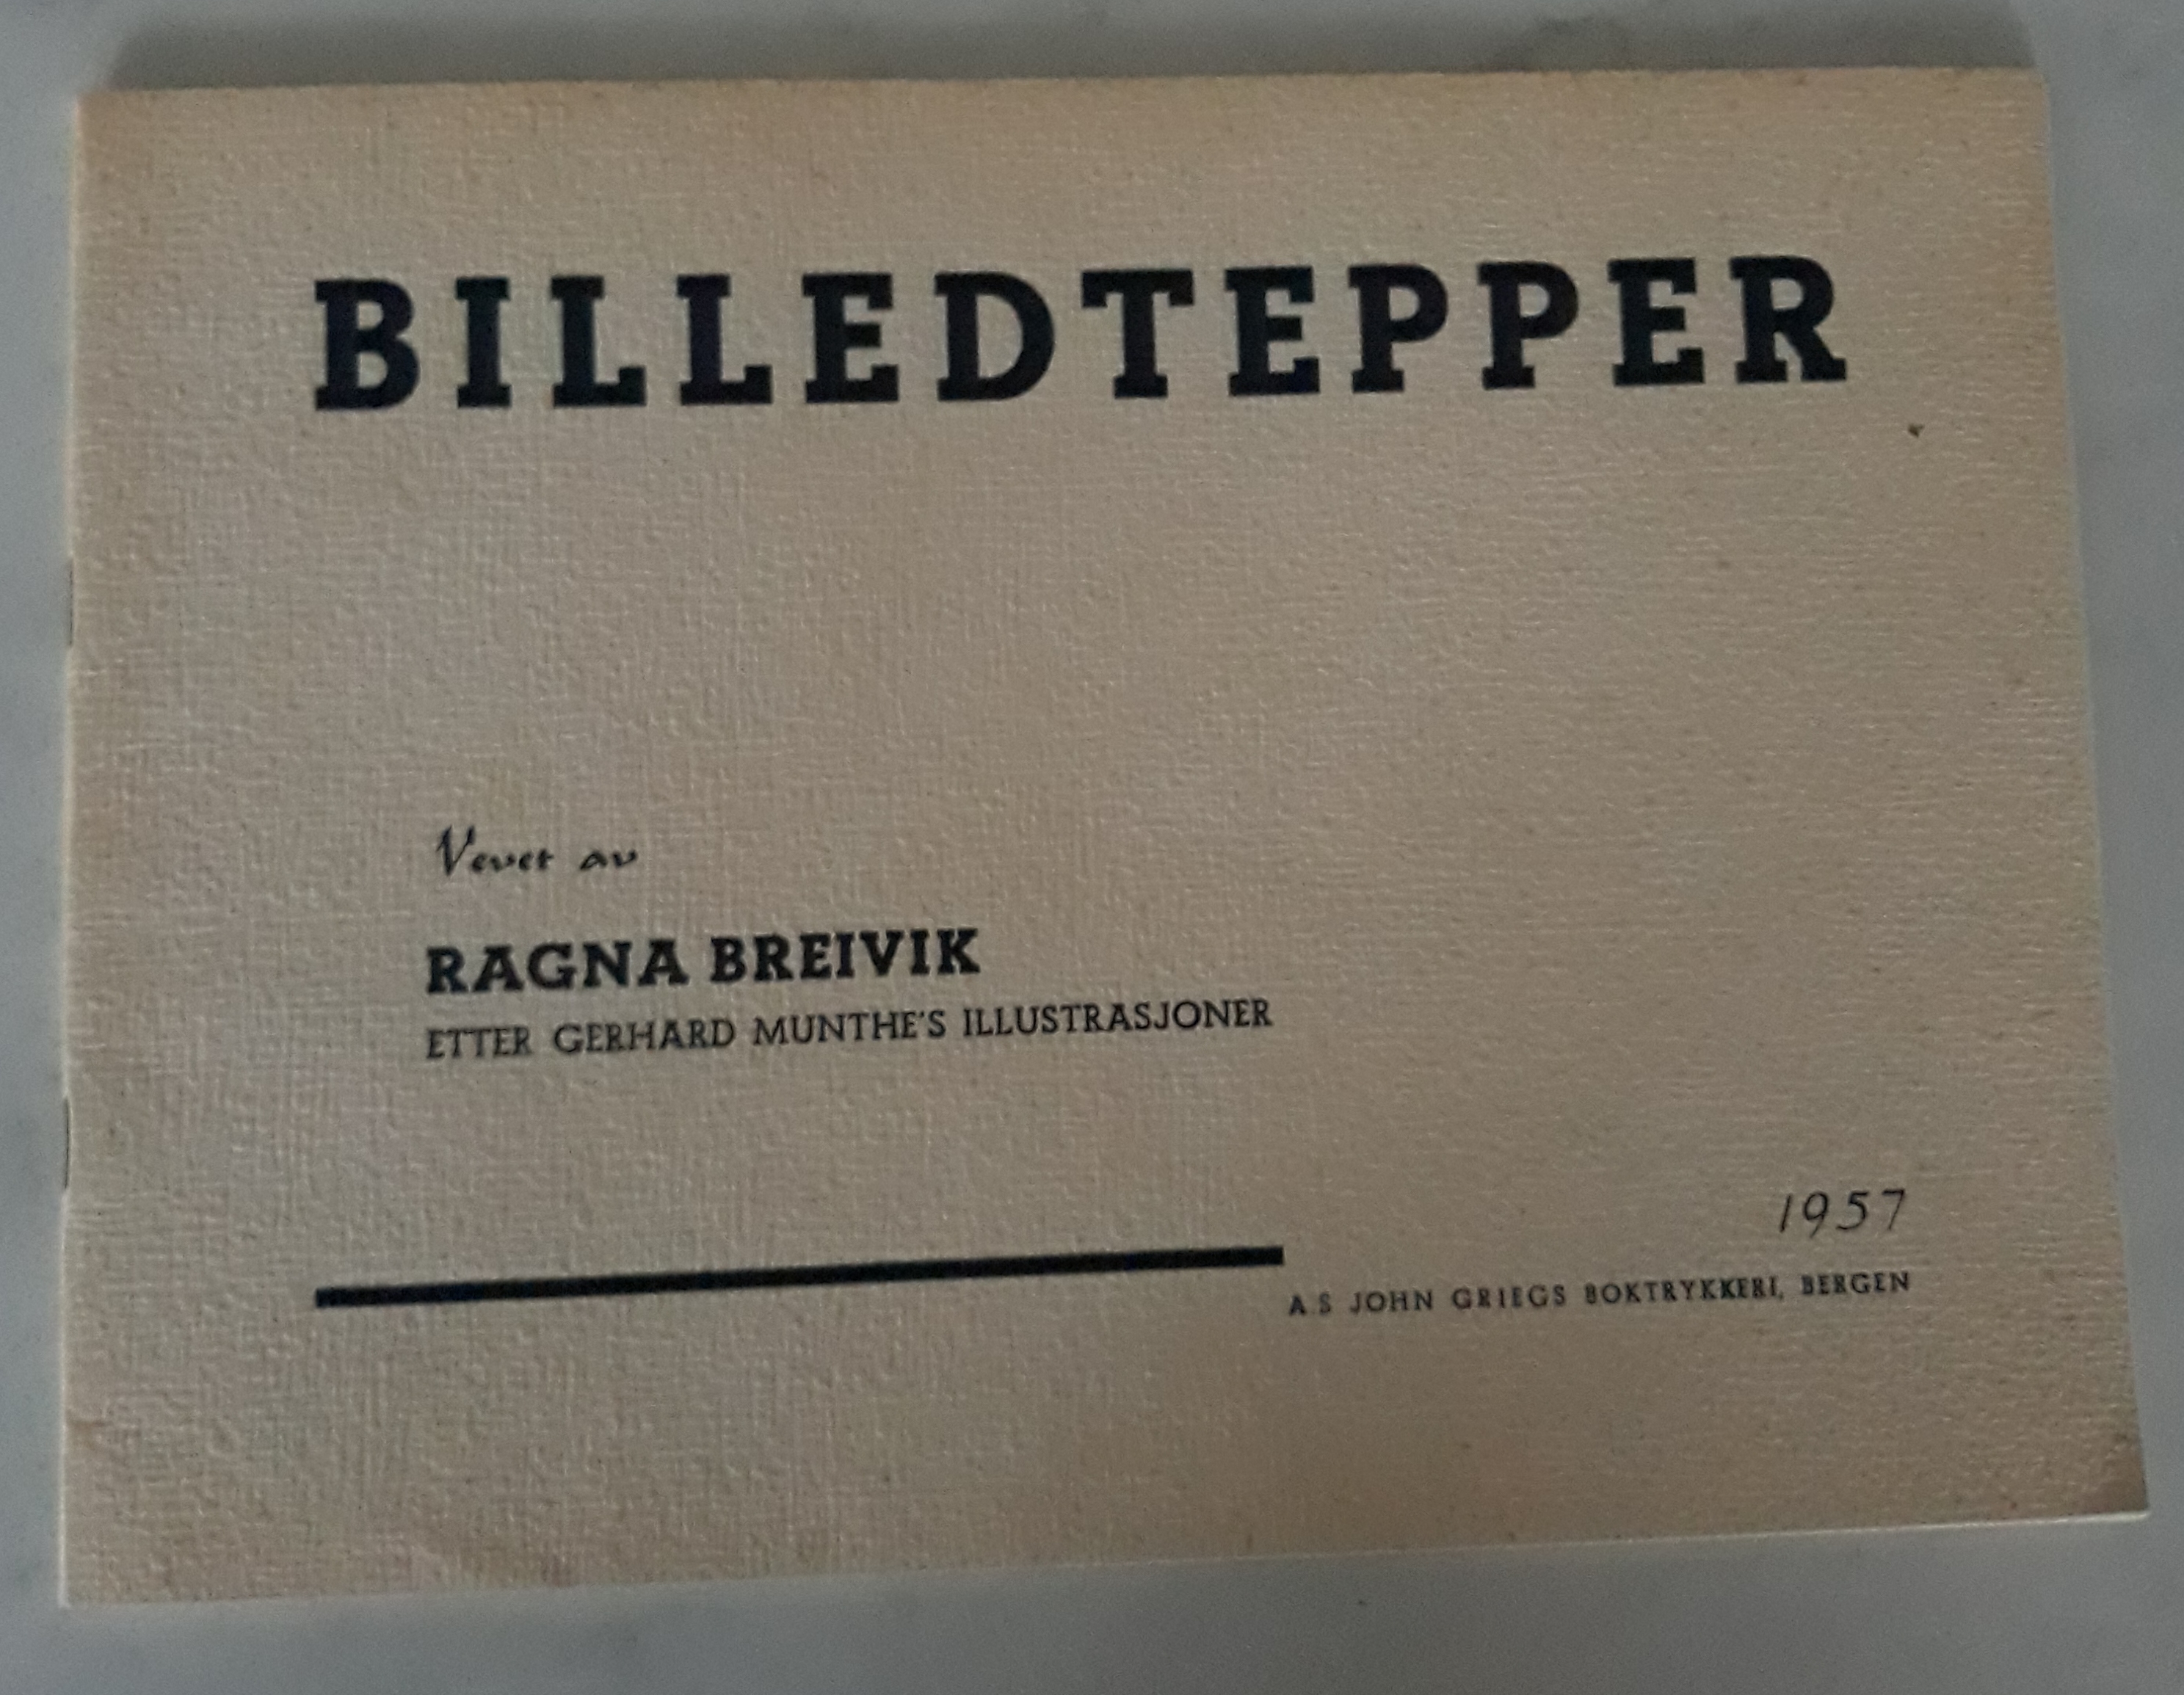 BILLEDTEPPER
Vevet av
RAGNA BREIVIK
ETTER GERHARD MUNTHE'S ILLUSTRASJONER
1957
A.S JOHN GRIEGS BOKTRYKKERI, BERGEN